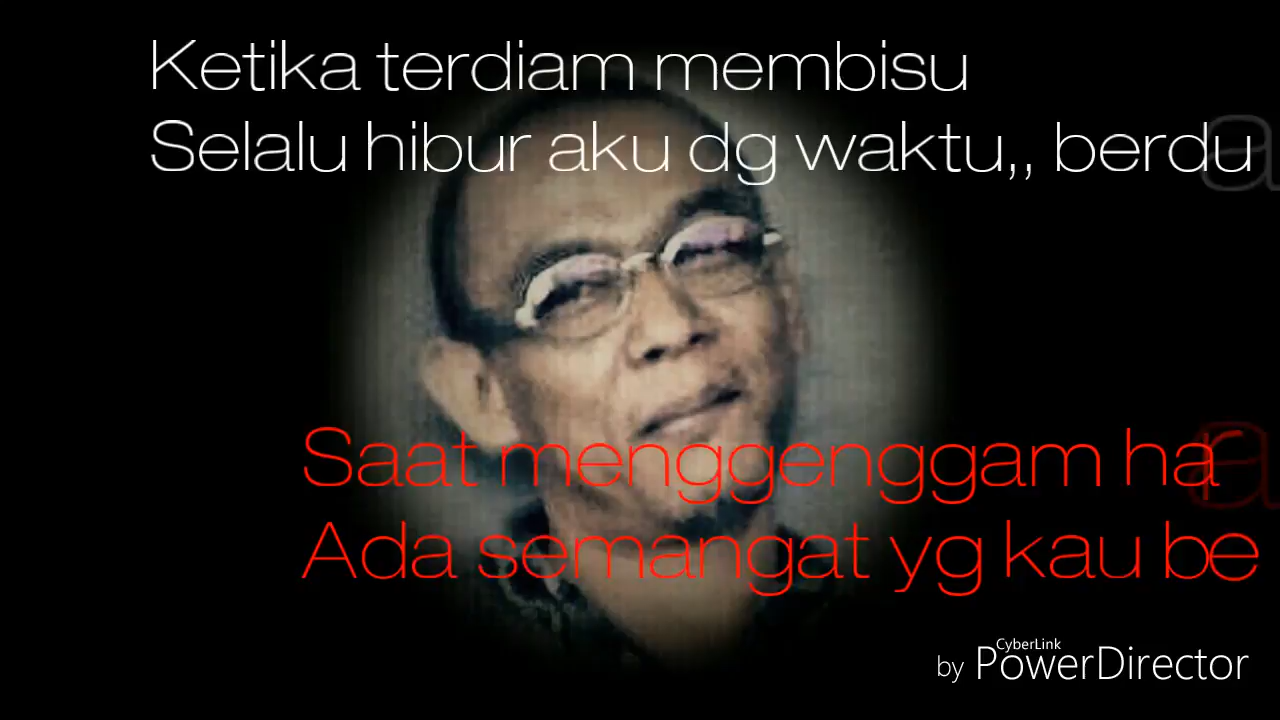 Ketika terdiam membisu
Selalu hibur aku dg waktu,, berdu
Saat menggenggam ha
Ada semangat yg kau be
CyberLink
by PowerDirector